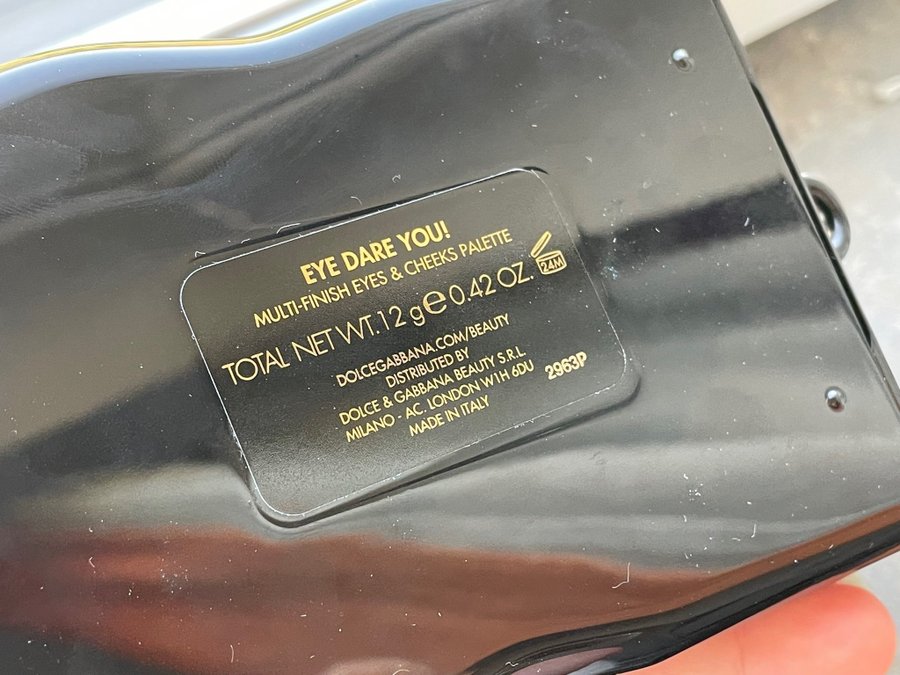 EYE DARE YOU!
MULTI-FINISH EYES & CHEEKS PALETTE
TOTAL NET WT. 12 g ℮ 0.42 OZ.
24M
DOLCEGABBANA.COM/BEAUTY
DISTRIBUTED BY
DOLCE & GABBANA BEAUTY S.R.L
MILANO - AC. LONDON W1H 6DU
MADE IN ITALY
2963P